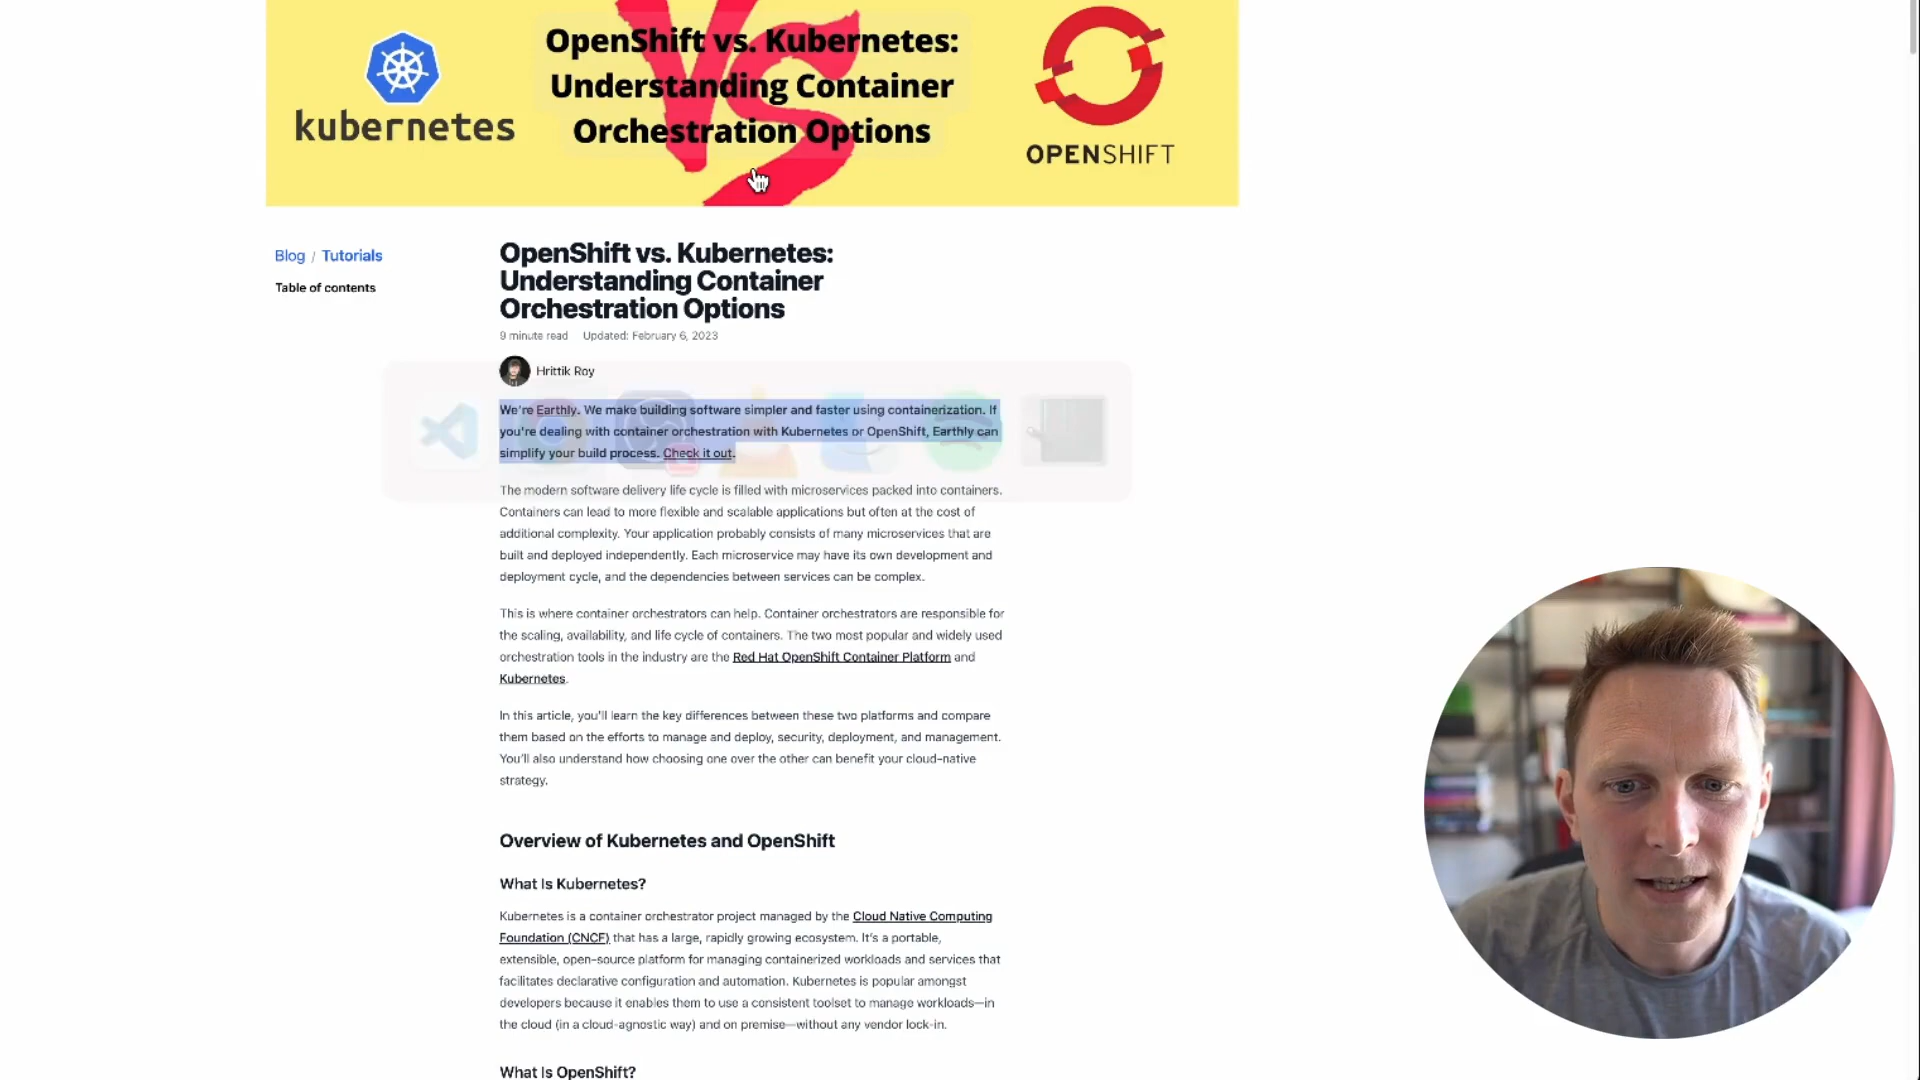 kubernetes
OpenShift vs. Kubernetes:
Understanding Container
Orchestration Options
OPENSHIFT
Blog / Tutorials
Table of contents
OpenShift vs. Kubernetes:
Understanding Container
Orchestration Options
9 minute read Updated: February 6, 2023
Hrittik Roy
We're Earthly. We make building software simpler and faster using containerization. If
you're dealing with container orchestration with Kubernetes or OpenShift, Earthly can
simplify your build process. Check it out.
The modern software delivery life cycle is filled with microservices packed into containers.
Containers can lead to more flexible and scalable applications but often at the cost of
additional complexity. Your application probably consists of many microservices that are
built and deployed independently. Each microservice may have its own development and
deployment cycle, and the dependencies between services can be complex.
This is where container orchestrators can help. Container orchestrators are responsible for
the scaling, availability, and life cycle of containers. The two most popular and widely used
orchestration tools in the industry are the Red Hat OpenShift Container Platform and
Kubernetes.
In this article, you'll learn the key differences between these two platforms and compare
them based on the efforts to manage and deploy, security, deployment, and management.
You'll also understand how choosing one over the other can benefit your cloud-native
strategy.
Overview of Kubernetes and OpenShift
What Is Kubernetes?
Kubernetes is a container orchestrator project managed by the Cloud Native Computing
Foundation (CNCF) that has a large, rapidly growing ecosystem. It's a portable,
extensible, open-source platform for managing containerized workloads and services that
facilitates declarative configuration and automation. Kubernetes is popular amongst
developers because it enables them to use a consistent toolset to manage workloads—in
the cloud (in a cloud-agnostic way) and on premise—without any vendor lock-in.
What Is OpenShift?